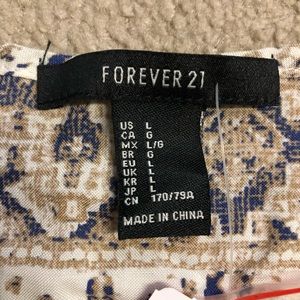 FOREVER 21
US L
CA G
MX L/G
BR G
EU L
UK L
KR L
JP L
CN 170/79A
MADE IN CHINA